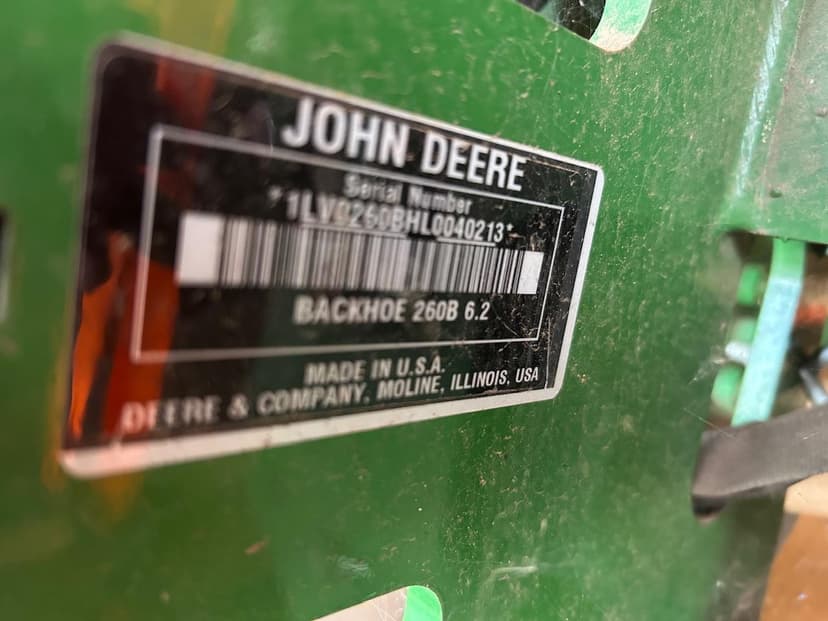 JOHN DEERE
Serial Number
*1LV0260BHL0040213*
BACKHOE 260B 6.2
MADE IN U.S.A.
DEERE & COMPANY, MOLINE, ILLINOIS, USA